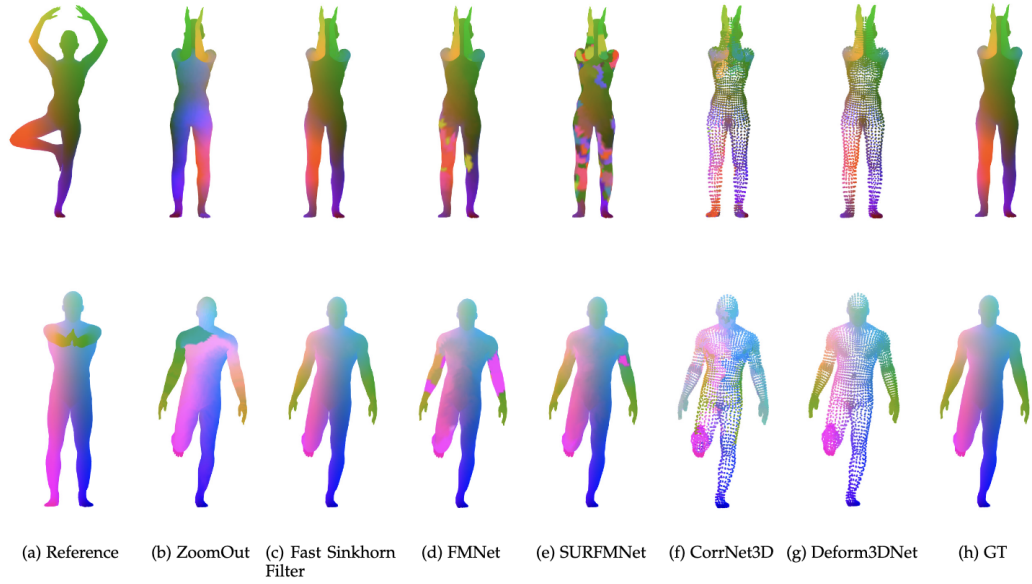 (a) Reference
(b) ZoomOut
(c) Fast Sinkhorn
Filter
(d) FMNet
(e) SURFMNet
(f) CorrNet3D
(g) Deform3DNet
(h) GT